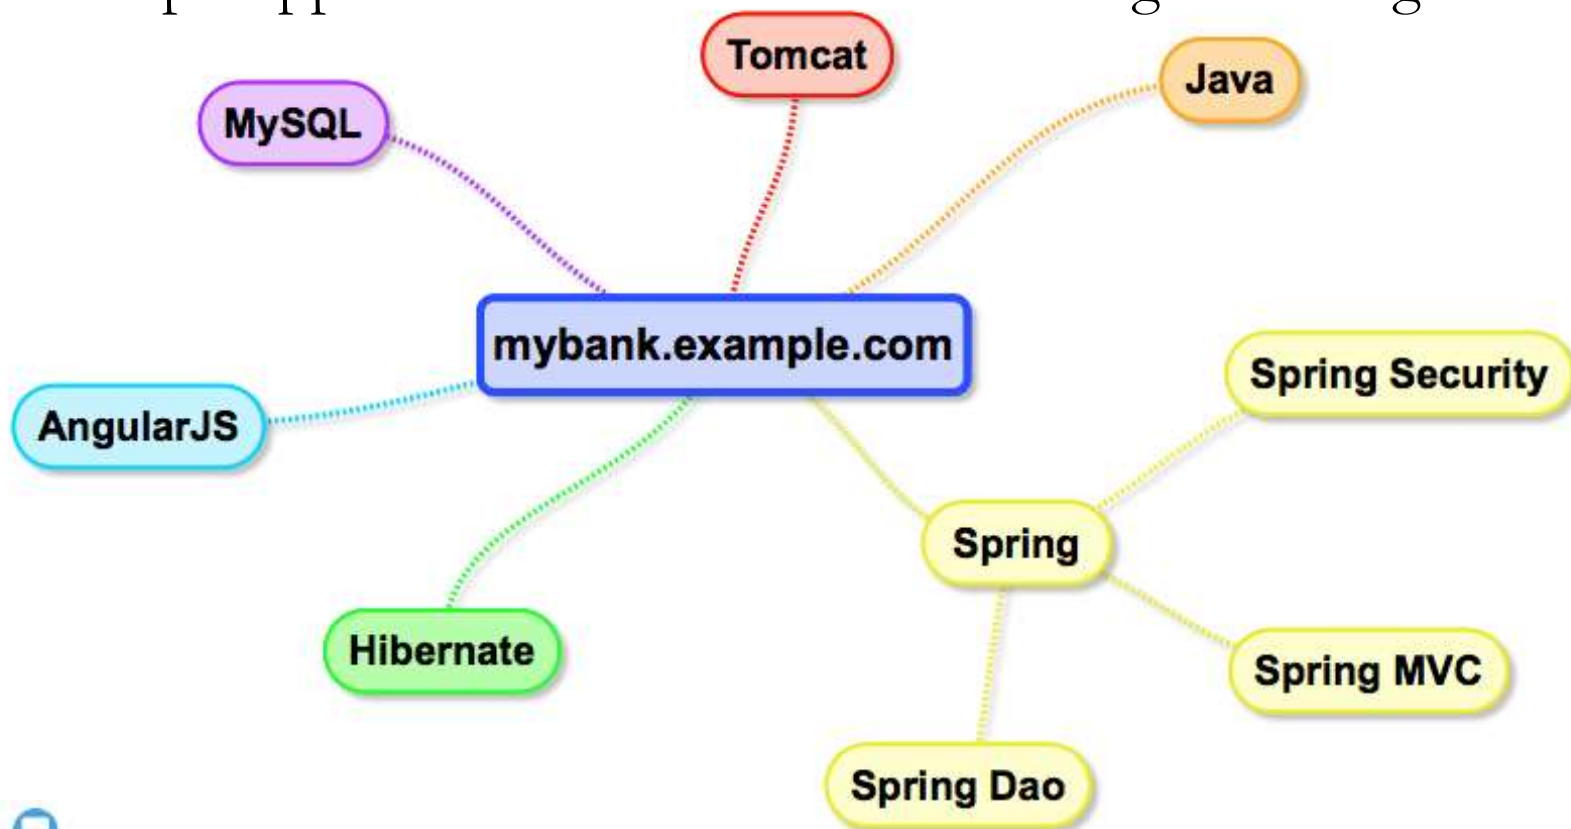 Tomcat
Java
MySQL
mybank.example.com
Spring Security
AngularJS
Spring
Hibernate
Spring MVC
Spring Dao